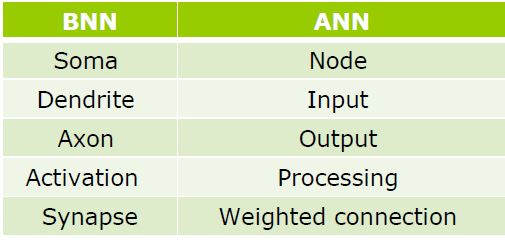 BNN ANN
Soma Node
Dendrite Input
Axon Output
Activation Processing
Synapse Weighted connection